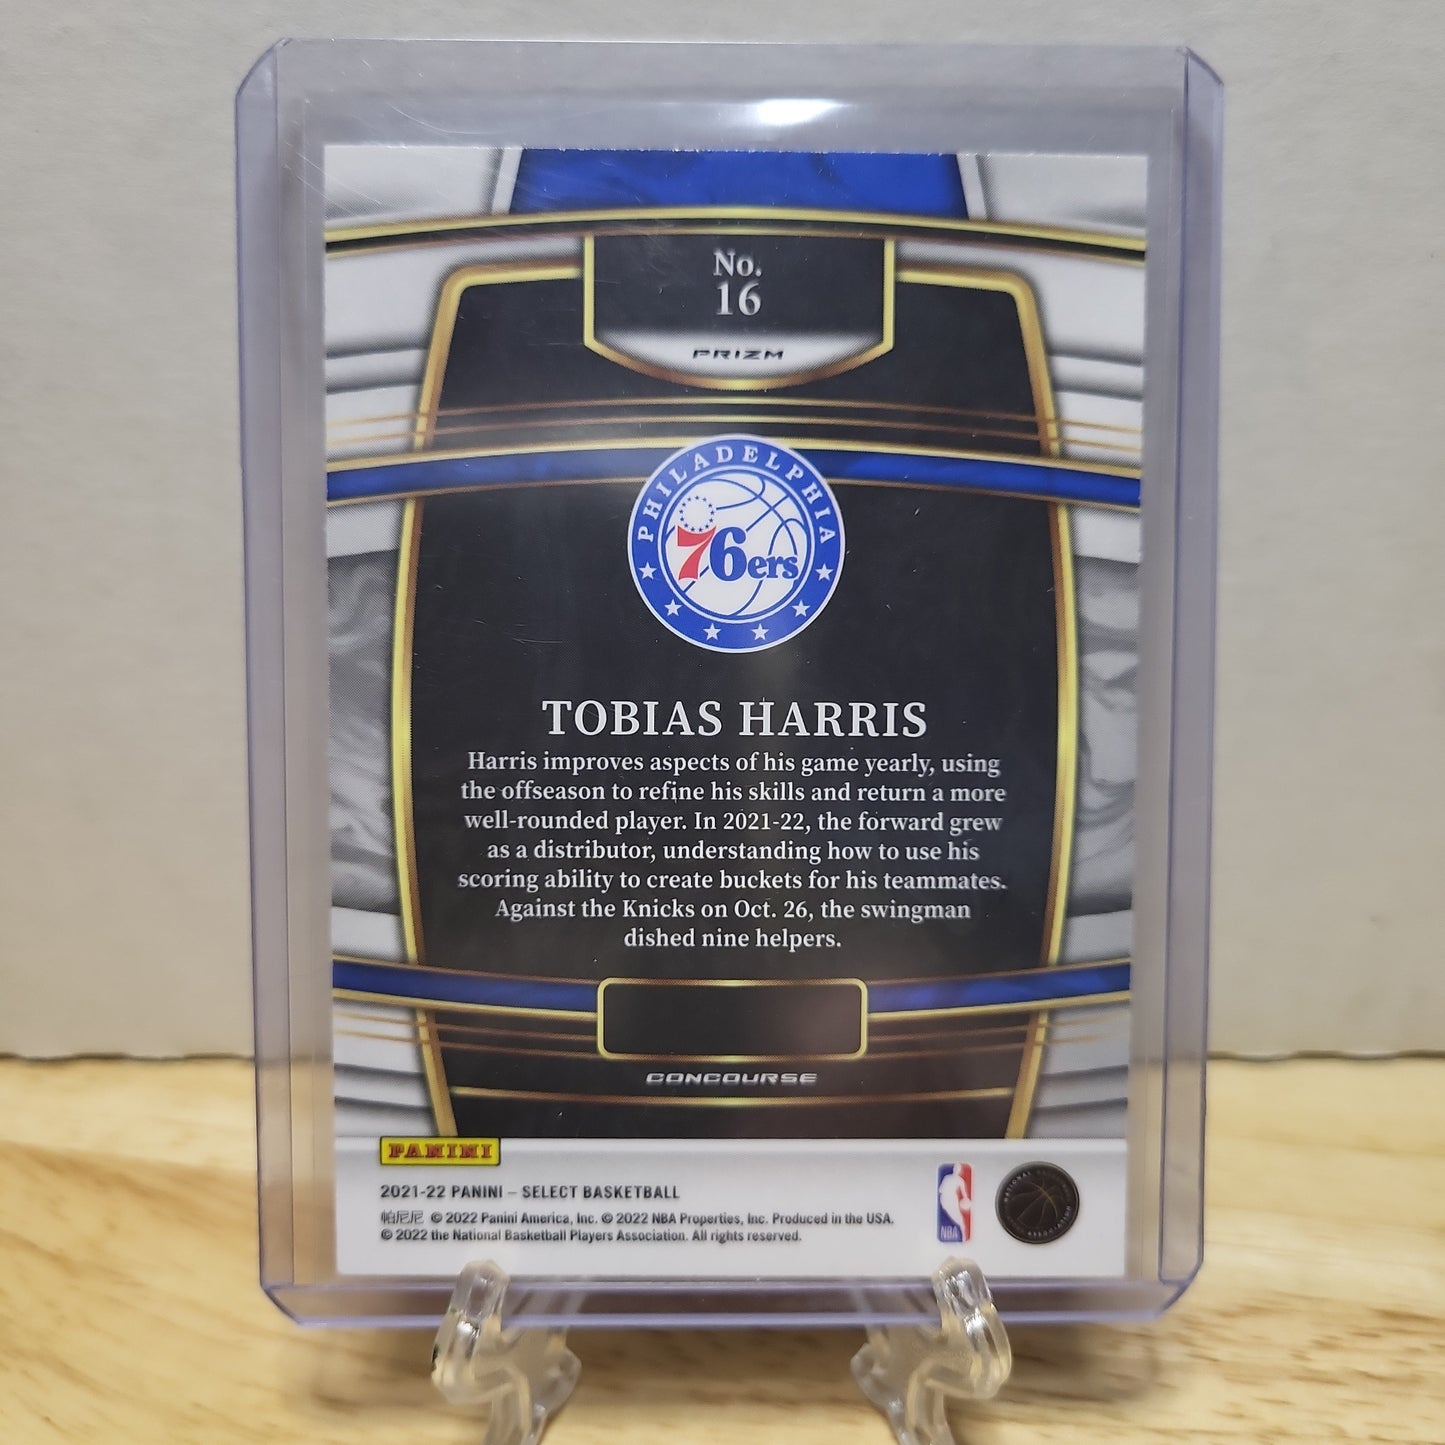 No.
16
PRIZM
PHILADELPHIA
76ers
TOBIAS HARRIS
Harris improves aspects of his game yearly, using
the offseason to refine his skills and return a more
well-rounded player. In 2021-22, the forward grew
as a distributor, understanding how to use his
scoring ability to create buckets for his teammates.
Against the Knicks on Oct. 26, the swingman
dished nine helpers.
CONCOURSE
PANINI
2021-22 PANINI – SELECT BASKETBALL
帕尼尼 © 2022 Panini America, Inc. © 2022 NBA Properties, Inc. Produced in the USA.
© 2022 the National Basketball Players Association. All rights reserved.
NBA